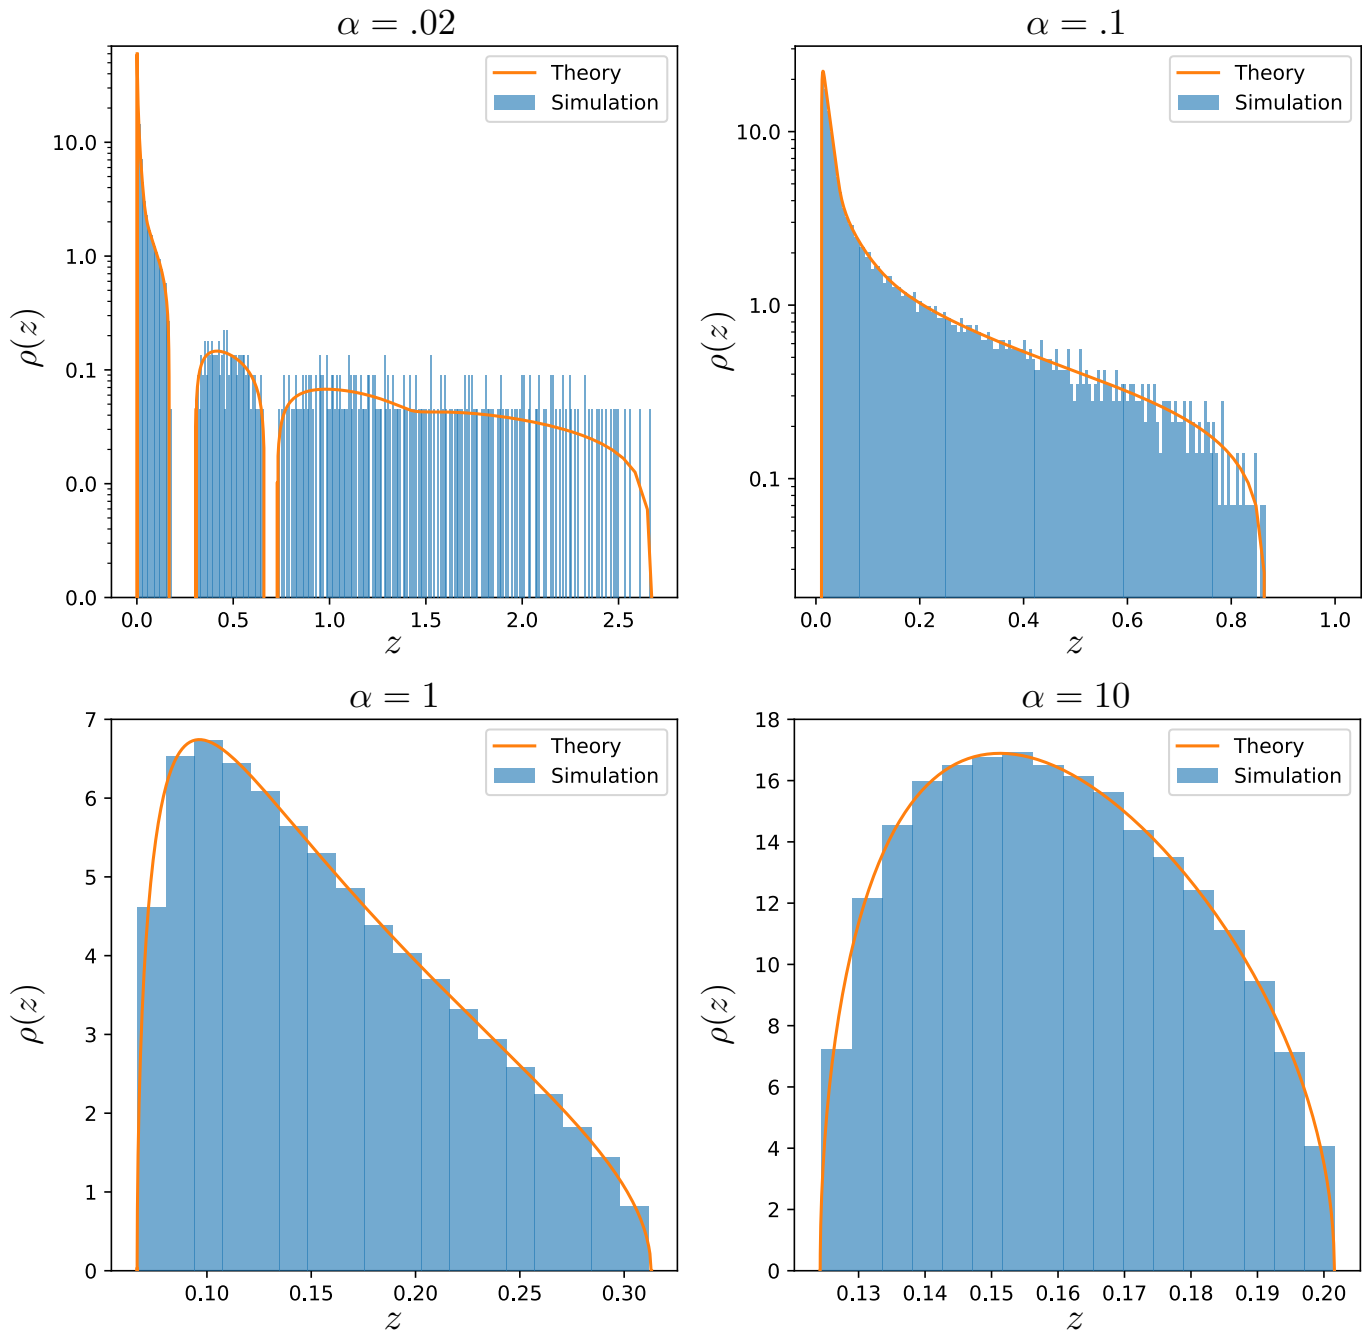 α = .02
Theory
Simulation
10.0
1.0
0.1
0.0
0.0
ρ(z)
0.0 0.5 1.0 1.5 2.0 2.5
z
α = .1
Theory
Simulation
10.0
1.0
0.1
ρ(z)
0.0 0.2 0.4 0.6 0.8 1.0
z
α = 1
Theory
Simulation
7
6
5
4
3
2
1
0
ρ(z)
0.10 0.15 0.20 0.25 0.30
z
α = 10
Theory
Simulation
18
16
14
12
10
8
6
4
2
0
ρ(z)
0.13 0.14 0.15 0.16 0.17 0.18 0.19 0.20
z